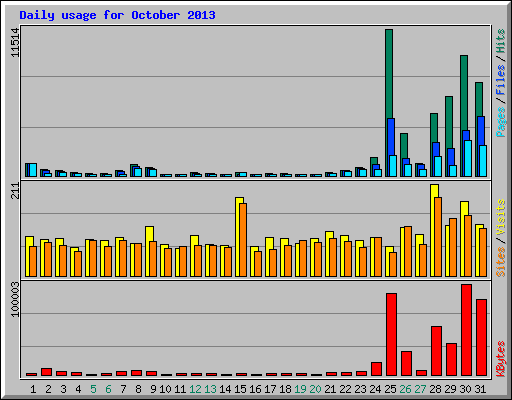 Daily usage for October 2013
11514
Pages / Files / Hits
211
Sites / Visits
100003
KBytes
1 2 3 4 5 6 7 8 9 10 11 12 13 14 15 16 17 18 19 20 21 22 23 24 25 26 27 28 29 30 31